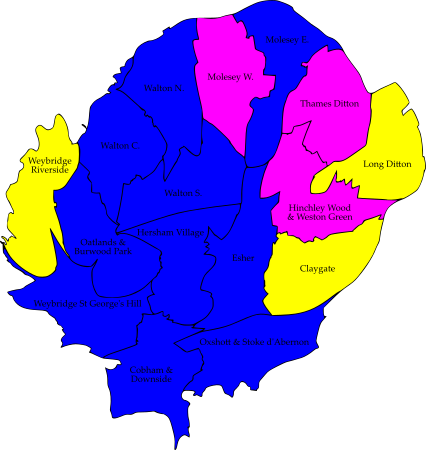 Molesey E.
Molesey W.
Walton N.
Thames Ditton
Walton C.
Weybridge
Riverside
Long Ditton
Walton S.
Hinchley Wood
& Weston Green
Hersham Village
Oatlands &
Burwood Park
Esher
Claygate
Weybridge St George's Hill
Oxshott & Stoke d'Abernon
Cobham &
Downside